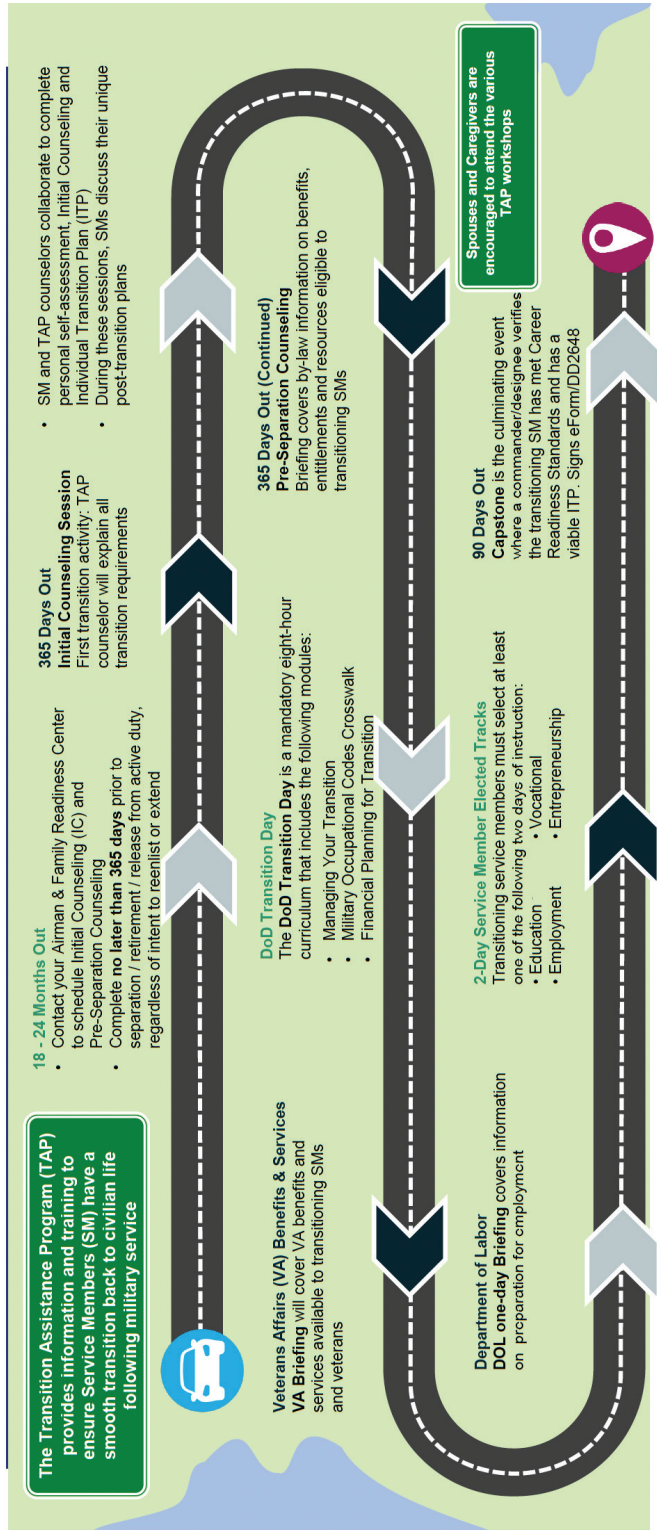 The Transition Assistance Program (TAP)
provides information and training to
ensure Service Members (SM) have a
smooth transition back to civilian life
following military service
18 - 24 Months Out
• Contact your Airman & Family Readiness Center
to schedule Initial Counseling (IC) and
Pre-Separation Counseling
• Complete no later than 365 days prior to
separation / retirement / release from active duty,
regardless of intent to reenlist or extend
365 Days Out
Initial Counseling Session
First transition activity: TAP
counselor will explain all
transition requirements
• SM and TAP counselors collaborate to complete
personal self-assessment, Initial Counseling and
Individual Transition Plan (ITP)
• During these sessions, SMs discuss their unique
post-transition plans
365 Days Out (Continued)
Pre-Separation Counseling
Briefing covers by-law information on benefits,
entitlements and resources eligible to
transitioning SMs
DoD Transition Day
The DoD Transition Day is a mandatory eight-hour
curriculum that includes the following modules:
• Managing Your Transition
• Military Occupational Codes Crosswalk
• Financial Planning for Transition
Veterans Affairs (VA) Benefits & Services
VA Briefing will cover VA benefits and
services available to transitioning SMs
and veterans
Department of Labor
DOL one-day Briefing covers information
on preparation for employment
2-Day Service Member Elected Tracks
Transitioning service members must select at least
one of the following two days of instruction:
• Education • Vocational
• Employment • Entrepreneurship
90 Days Out
Capstone is the culminating event
where a commander/designee verifies
the transitioning SM has met Career
Readiness Standards and has a
viable ITP. Signs eForm/DD2648
Spouses and Caregivers are
encouraged to attend the various
TAP workshops